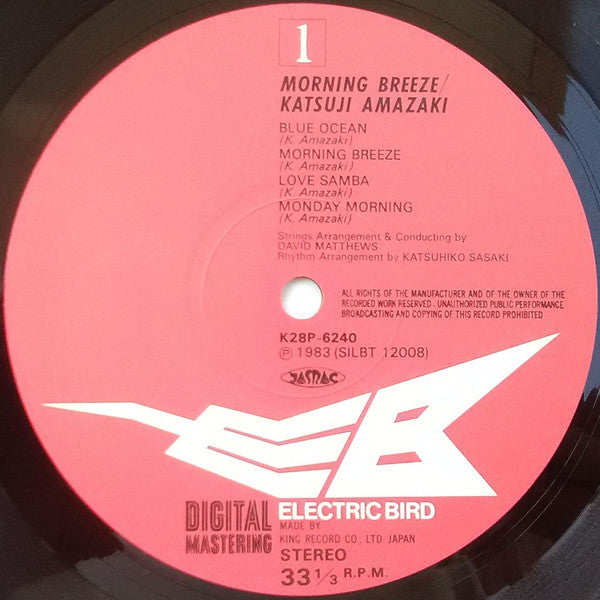 1
MORNING BREEZE/
KATSUJI AMAZAKI
BLUE OCEAN
(K. Amazaki)
MORNING BREEZE
(K. Amazaki)
LOVE SAMBA
(K. Amazaki)
MONDAY MORNING
(K. Amazaki)
Strings Arrangement & Conducting by
DAVID MATTHEWS
Rhythm Arrangement by KATSUHIKO SASAKI
ALL RIGHTS OF THE MANUFACTURER AND OF THE OWNER OF THE
RECORDED WORK RESERVED. UNAUTHORIZED PUBLIC PERFORMANCE
BROADCASTING AND COPYING OF THIS RECORD PROHIBITED
K28P-6240
Ⓟ 1983 (SILBT 12008)
JASRAC
EB
DIGITAL
MASTERING
ELECTRIC BIRD
MADE BY
KING RECORD CO., LTD. JAPAN
STEREO
33 1/3 R.P.M.